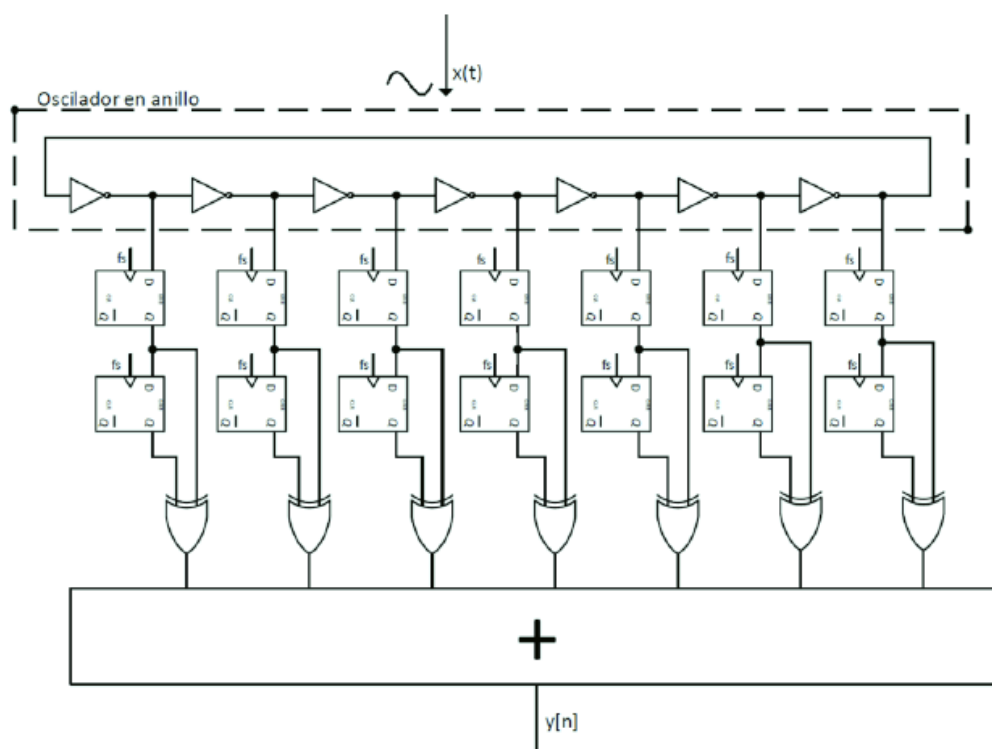 x(t)
Oscilador en anillo
fs fs fs fs fs fs fs
D D D D D D D
Q Q Q Q Q Q Q Q Q Q Q Q Q Q
fs fs fs fs fs fs fs
D D D D D D D
Q Q Q Q Q Q Q Q Q Q Q Q Q Q
+
y[n]